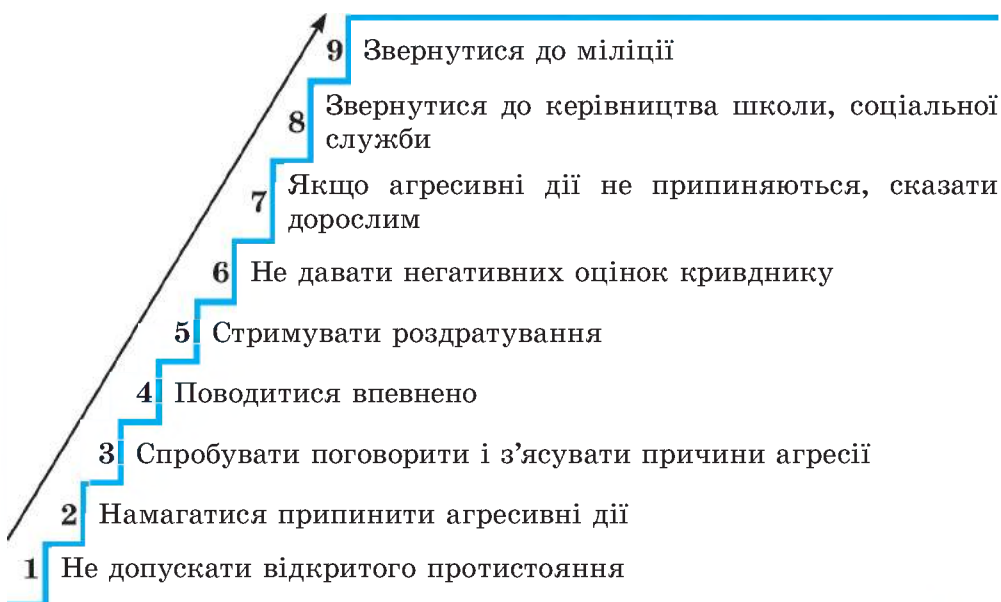 9 Звернутися до міліції
8 Звернутися до керівництва школи, соціальної
служби
7 Якщо агресивні дії не припиняються, сказати
дорослим
6 Не давати негативних оцінок кривднику
5 Стримувати роздратування
4 Поводитися впевнено
3 Спробувати поговорити і з’ясувати причини агресії
2 Намагатися припинити агресивні дії
1 Не допускати відкритого протистояння